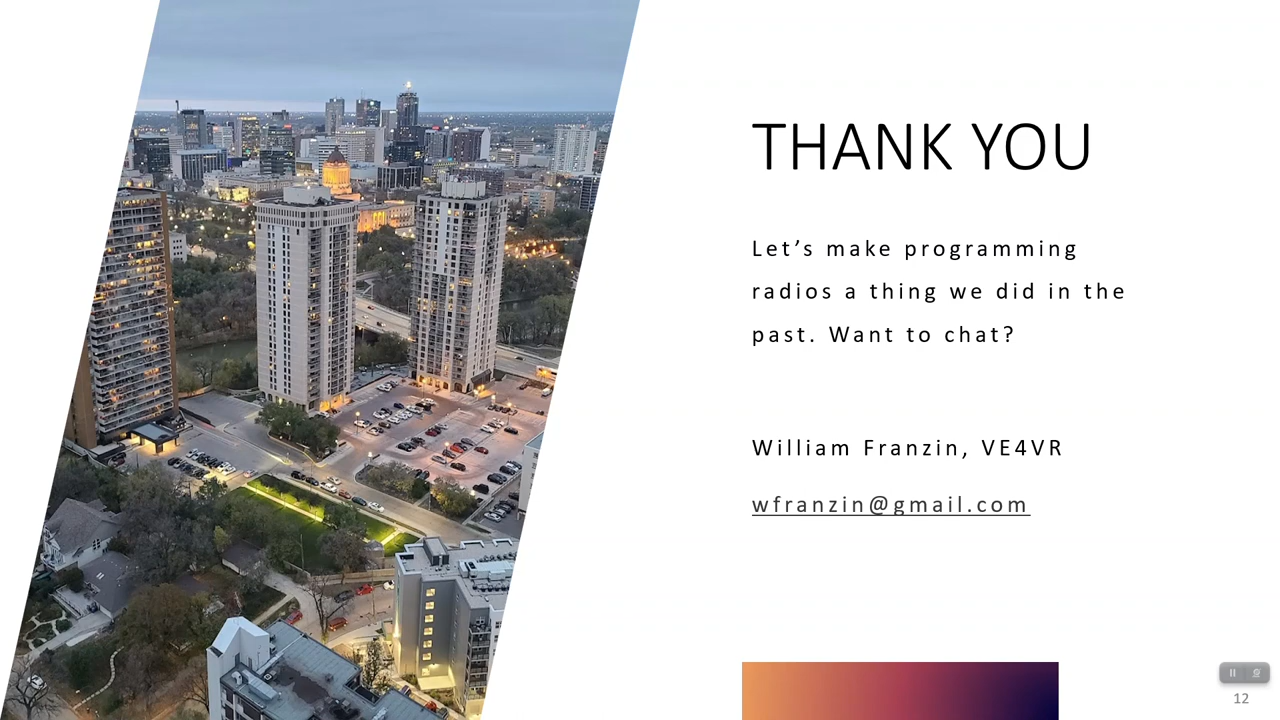 THANK YOU
Let’s make programming
radios a thing we did in the
past. Want to chat?
William Franzin, VE4VR
wfranzin@gmail.com
12